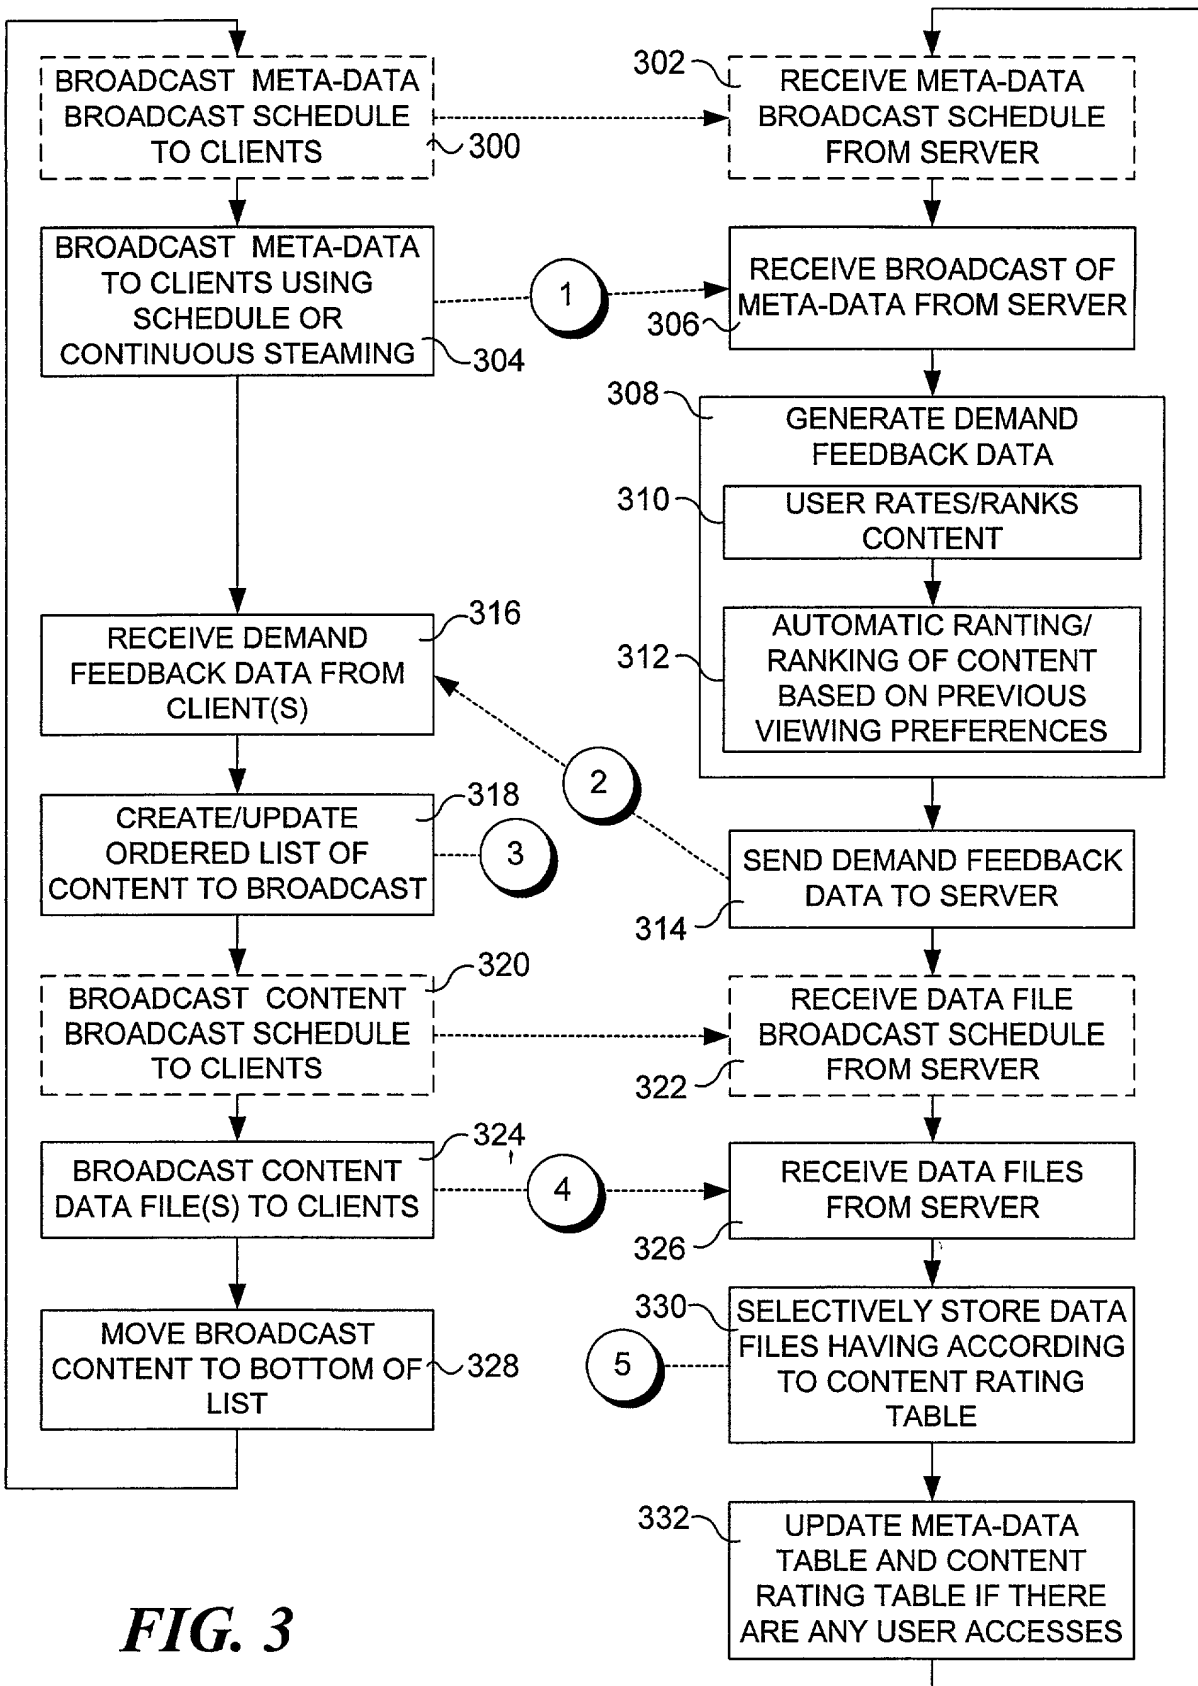 BROADCAST META-DATA
BROADCAST SCHEDULE
TO CLIENTS
300
302
RECEIVE META-DATA
BROADCAST SCHEDULE
FROM SERVER
BROADCAST META-DATA
TO CLIENTS USING
SCHEDULE OR
CONTINUOUS STEAMING
304
1
RECEIVE BROADCAST OF
META-DATA FROM SERVER
306
308
GENERATE DEMAND
FEEDBACK DATA
310
USER RATES/RANKS
CONTENT
312
AUTOMATIC RANTING/
RANKING OF CONTENT
BASED ON PREVIOUS
VIEWING PREFERENCES
316
RECEIVE DEMAND
FEEDBACK DATA FROM
CLIENT(S)
2
318
CREATE/UPDATE
ORDERED LIST OF
CONTENT TO BROADCAST
3
SEND DEMAND FEEDBACK
DATA TO SERVER
314
320
BROADCAST CONTENT
BROADCAST SCHEDULE
TO CLIENTS
RECEIVE DATA FILE
BROADCAST SCHEDULE
FROM SERVER
322
324
BROADCAST CONTENT
DATA FILE(S) TO CLIENTS
4
RECEIVE DATA FILES
FROM SERVER
326
MOVE BROADCAST
CONTENT TO BOTTOM OF
LIST
328
330
SELECTIVELY STORE DATA
FILES HAVING ACCORDING
TO CONTENT RATING
TABLE
5
332
UPDATE META-DATA
TABLE AND CONTENT
RATING TABLE IF THERE
ARE ANY USER ACCESSES
FIG. 3